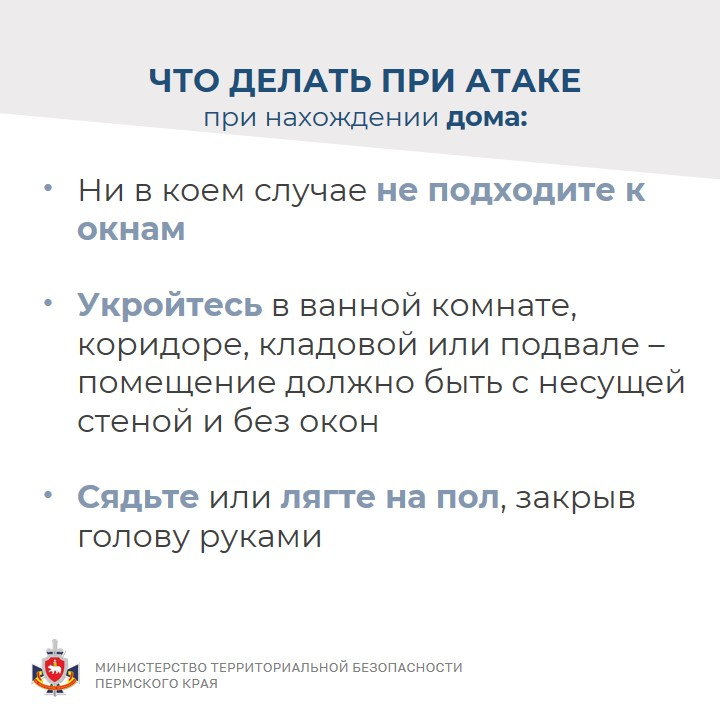 ЧТО ДЕЛАТЬ ПРИ АТАКЕ
при нахождении дома:
• Ни в коем случае не подходите к
окнам
• Укройтесь в ванной комнате,
коридоре, кладовой или подвале –
помещение должно быть с несущей
стеной и без окон
• Сядьте или лягте на пол, закрыв
голову руками
МИНИСТЕРСТВО ТЕРРИТОРИАЛЬНОЙ БЕЗОПАСНОСТИ
ПЕРМСКОГО КРАЯ